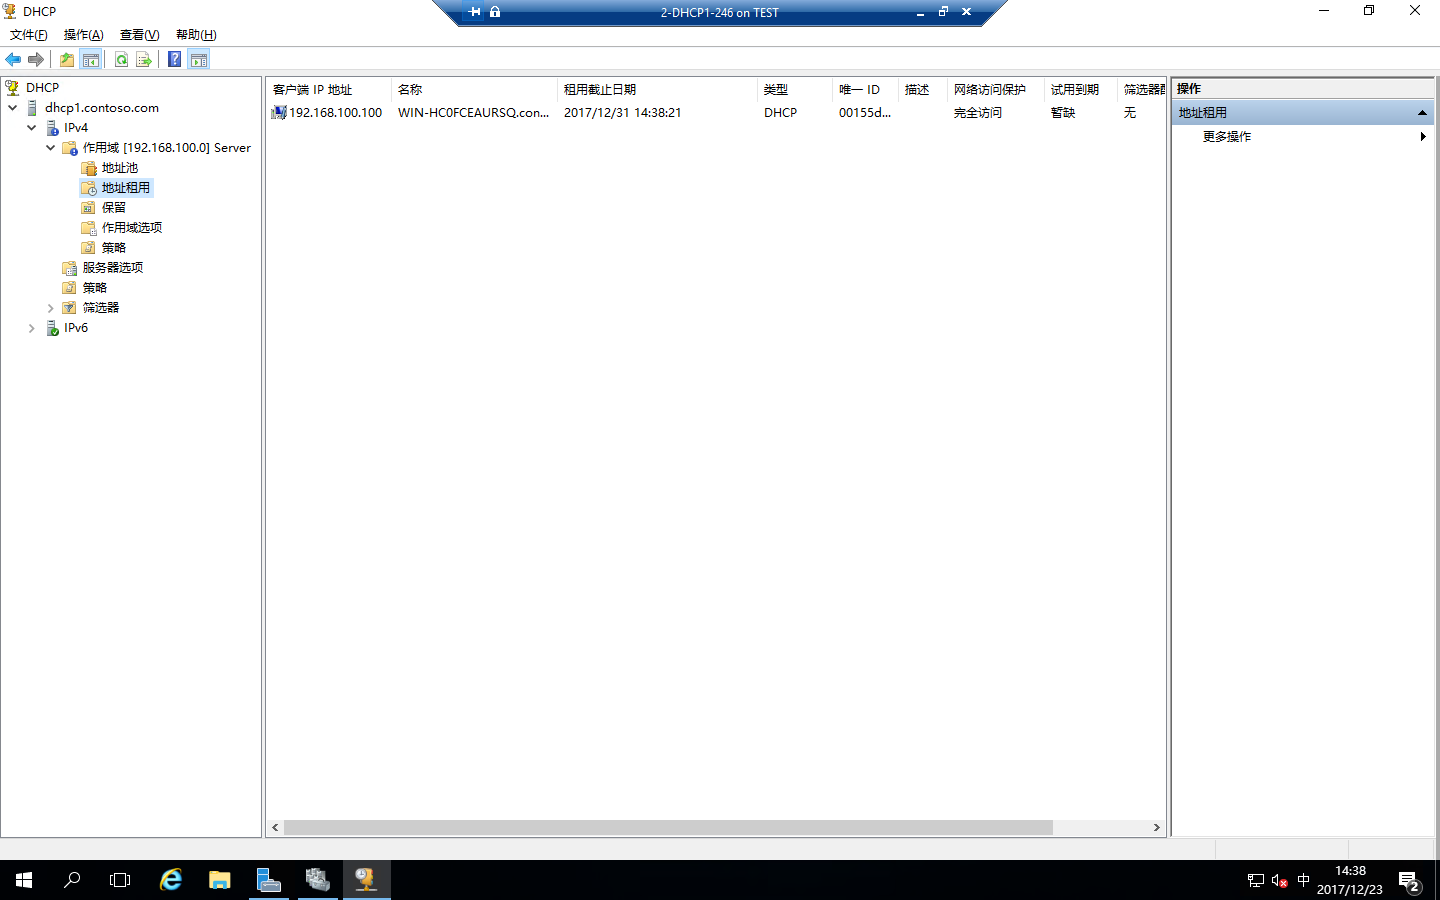 DHCP
2-DHCP1-246 on TEST
文件(F) 操作(A) 查看(V) 帮助(H)
DHCP
dhcp1.contoso.com
IPv4
作用域 [192.168.100.0] Server
地址池
地址租用
保留
作用域选项
策略
服务器选项
策略
筛选器
IPv6
客户端 IP 地址 名称 租用截止日期 类型 唯一 ID 描述 网络访问保护 试用到期 筛选器
192.168.100.100 WIN-HC0FCEAURSQ.con... 2017/12/31 14:38:21 DHCP 00155d... 完全访问 暂缺 无
操作
地址租用
更多操作
中
14:38
2017/12/23
2